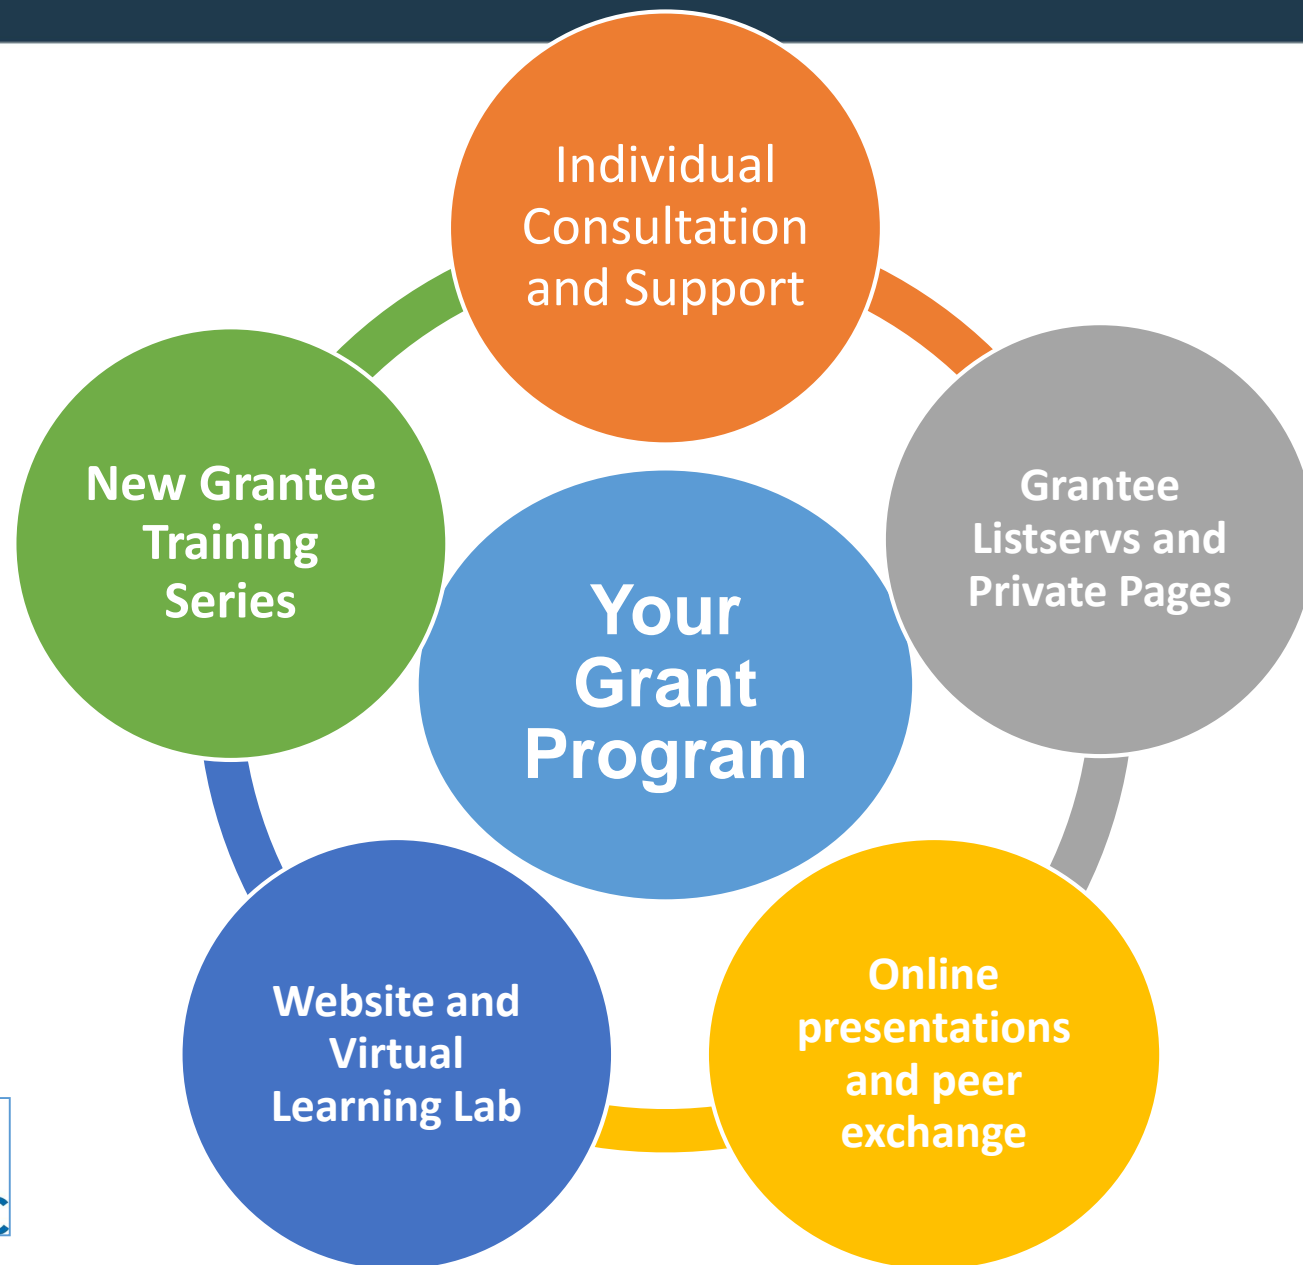 Individual
Consultation
and Support
New Grantee
Training
Series
Grantee
Listservs and
Private Pages
Your
Grant
Program
Website and
Virtual
Learning Lab
Online
presentations
and peer
exchange